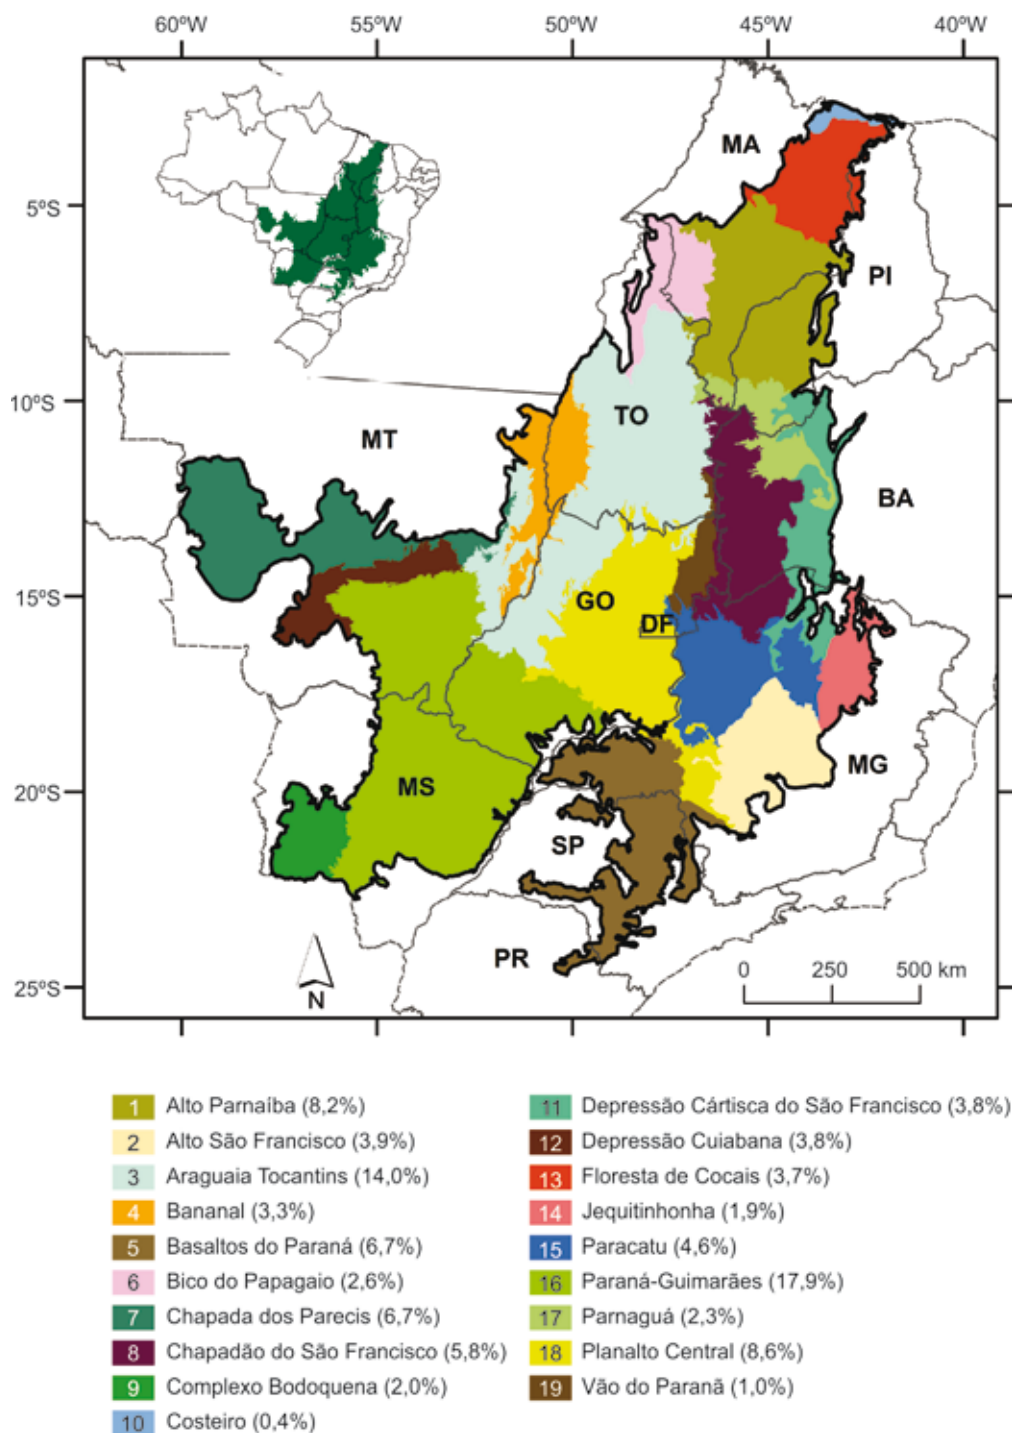 60ºW 55ºW 50ºW 45ºW 40ºW
MA
5ºS
PI
10ºS
TO
MT
BA
15ºS
GO
DF
MG
MS
20ºS
SP
PR
0 250 500 km
25ºS
N
1 Alto Parnaíba (8,2%)
2 Alto São Francisco (3,9%)
3 Araguaia Tocantins (14,0%)
4 Bananal (3,3%)
5 Basaltos do Paraná (6,7%)
6 Bico do Papagaio (2,6%)
7 Chapada dos Parecis (6,7%)
8 Chapadão do São Francisco (5,8%)
9 Complexo Bodoquena (2,0%)
10 Costeiro (0,4%)
11 Depressão Cártisca do São Francisco (3,8%)
12 Depressão Cuiabana (3,8%)
13 Floresta de Cocais (3,7%)
14 Jequitinhonha (1,9%)
15 Paracatu (4,6%)
16 Paraná-Guimarães (17,9%)
17 Parnaguá (2,3%)
18 Planalto Central (8,6%)
19 Vão do Paranã (1,0%)